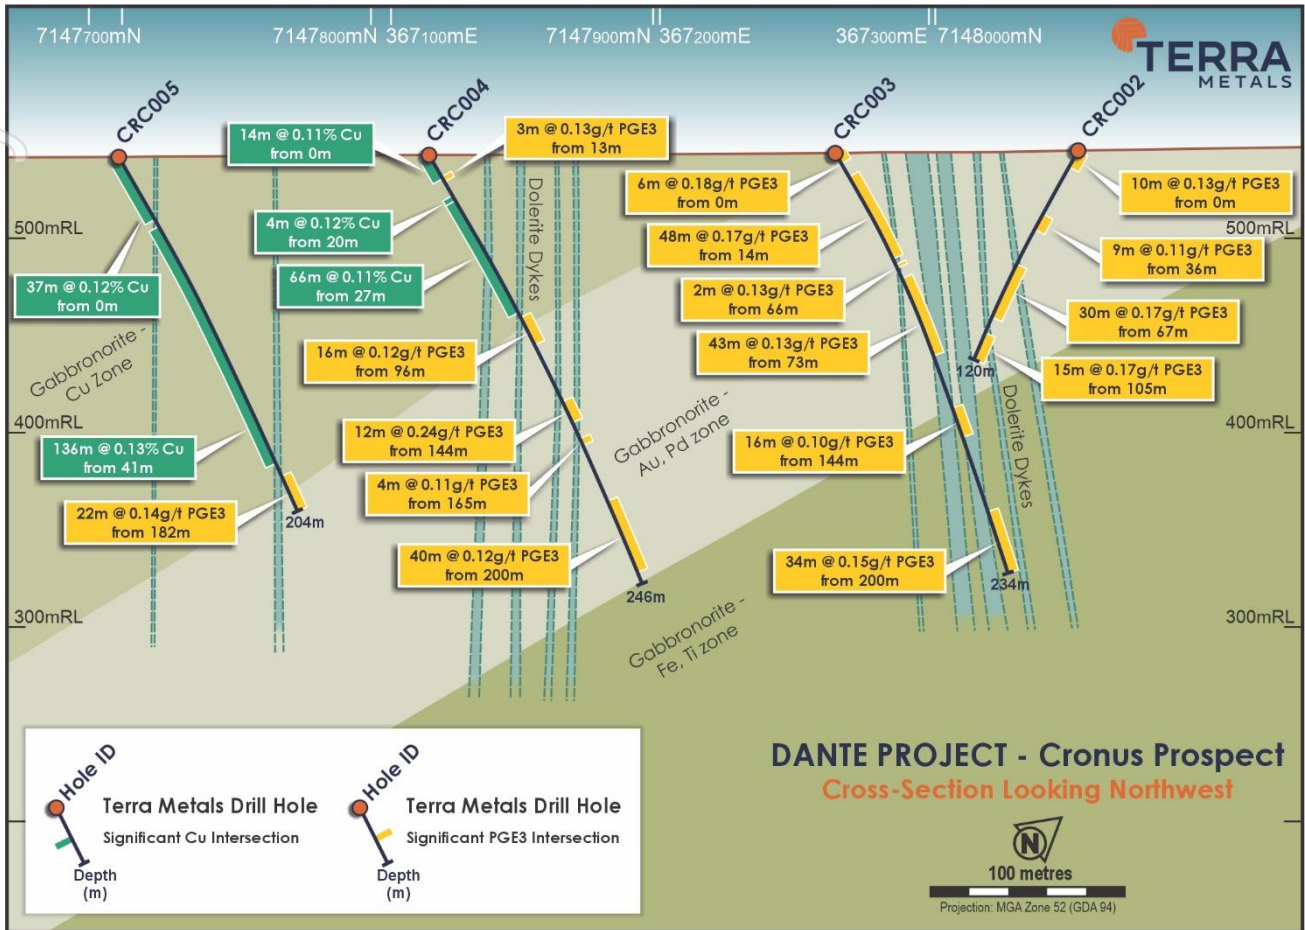 7147700mN
7147800mN 367100mE
7147900mN 367200mE
367300mE 7148000mN
TERRA
METALS
CRC005
CRC004
CRC003
CRC002
14m @ 0.11% Cu
from 0m
3m @ 0.13g/t PGE3
from 13m
4m @ 0.12% Cu
from 20m
66m @ 0.11% Cu
from 27m
16m @ 0.12g/t PGE3
from 96m
12m @ 0.24g/t PGE3
from 144m
4m @ 0.11g/t PGE3
from 165m
40m @ 0.12g/t PGE3
from 200m
246m
Dolerite Dykes
500mRL
37m @ 0.12% Cu
from 0m
Gabbronorite -
Cu Zone
400mRL
136m @ 0.13% Cu
from 41m
22m @ 0.14g/t PGE3
from 182m
204m
300mRL
6m @ 0.18g/t PGE3
from 0m
48m @ 0.17g/t PGE3
from 14m
2m @ 0.13g/t PGE3
from 66m
43m @ 0.13g/t PGE3
from 73m
16m @ 0.10g/t PGE3
from 144m
34m @ 0.15g/t PGE3
from 200m
234m
Gabbronorite -
Au, Pd zone
Gabbronorite -
Fe, Ti zone
10m @ 0.13g/t PGE3
from 0m
500mRL
9m @ 0.11g/t PGE3
from 36m
30m @ 0.17g/t PGE3
from 67m
15m @ 0.17g/t PGE3
from 105m
120m
Dolerite Dykes
400mRL
300mRL
Hole ID
Terra Metals Drill Hole
Significant Cu Intersection
Depth
(m)
Hole ID
Terra Metals Drill Hole
Significant PGE3 Intersection
Depth
(m)
DANTE PROJECT - Cronus Prospect
Cross-Section Looking Northwest
N
100 metres
Projection: MGA Zone 52 (GDA 94)